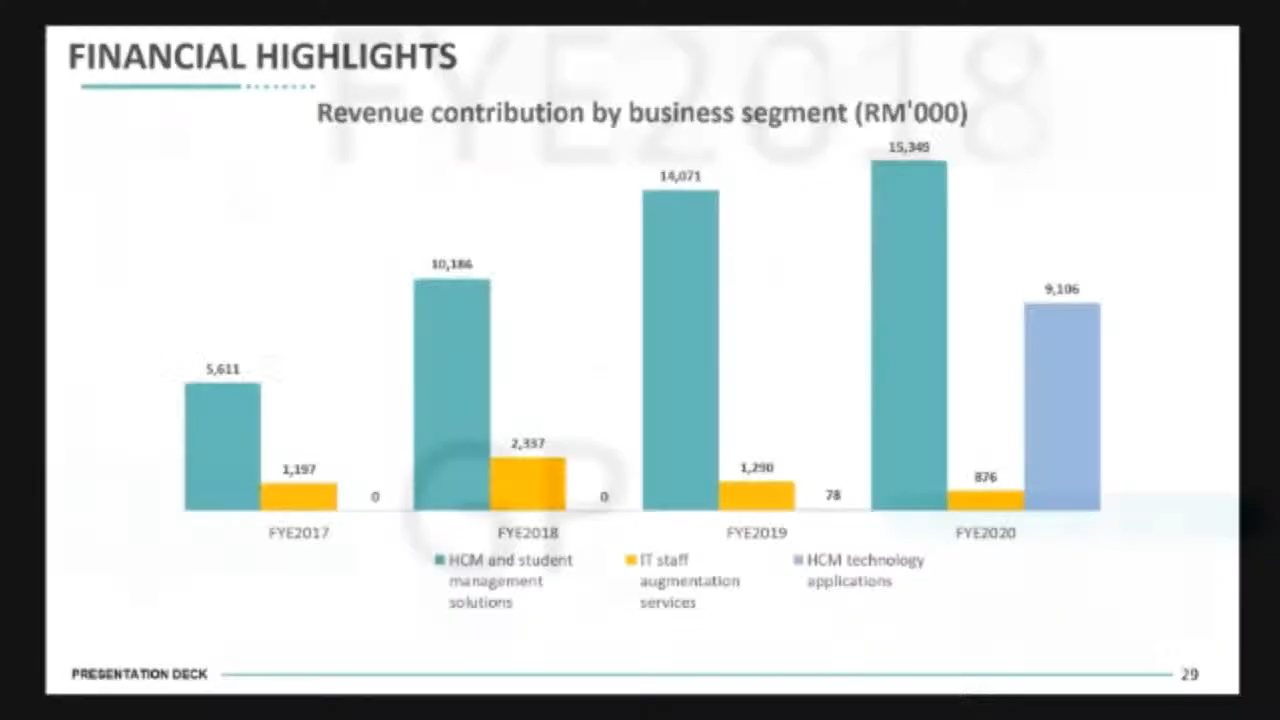 FINANCIAL HIGHLIGHTS
Revenue contribution by business segment (RM'000)
15,349
14,071
10,186
9,106
5,611
2,337
1,197
1,290
876
0
0
78
FYE2017
FYE2018
FYE2019
FYE2020
HCM and student
management
solutions
IT staff
augmentation
services
HCM technology
applications
PRESENTATION DECK
29
FYE2018
GP